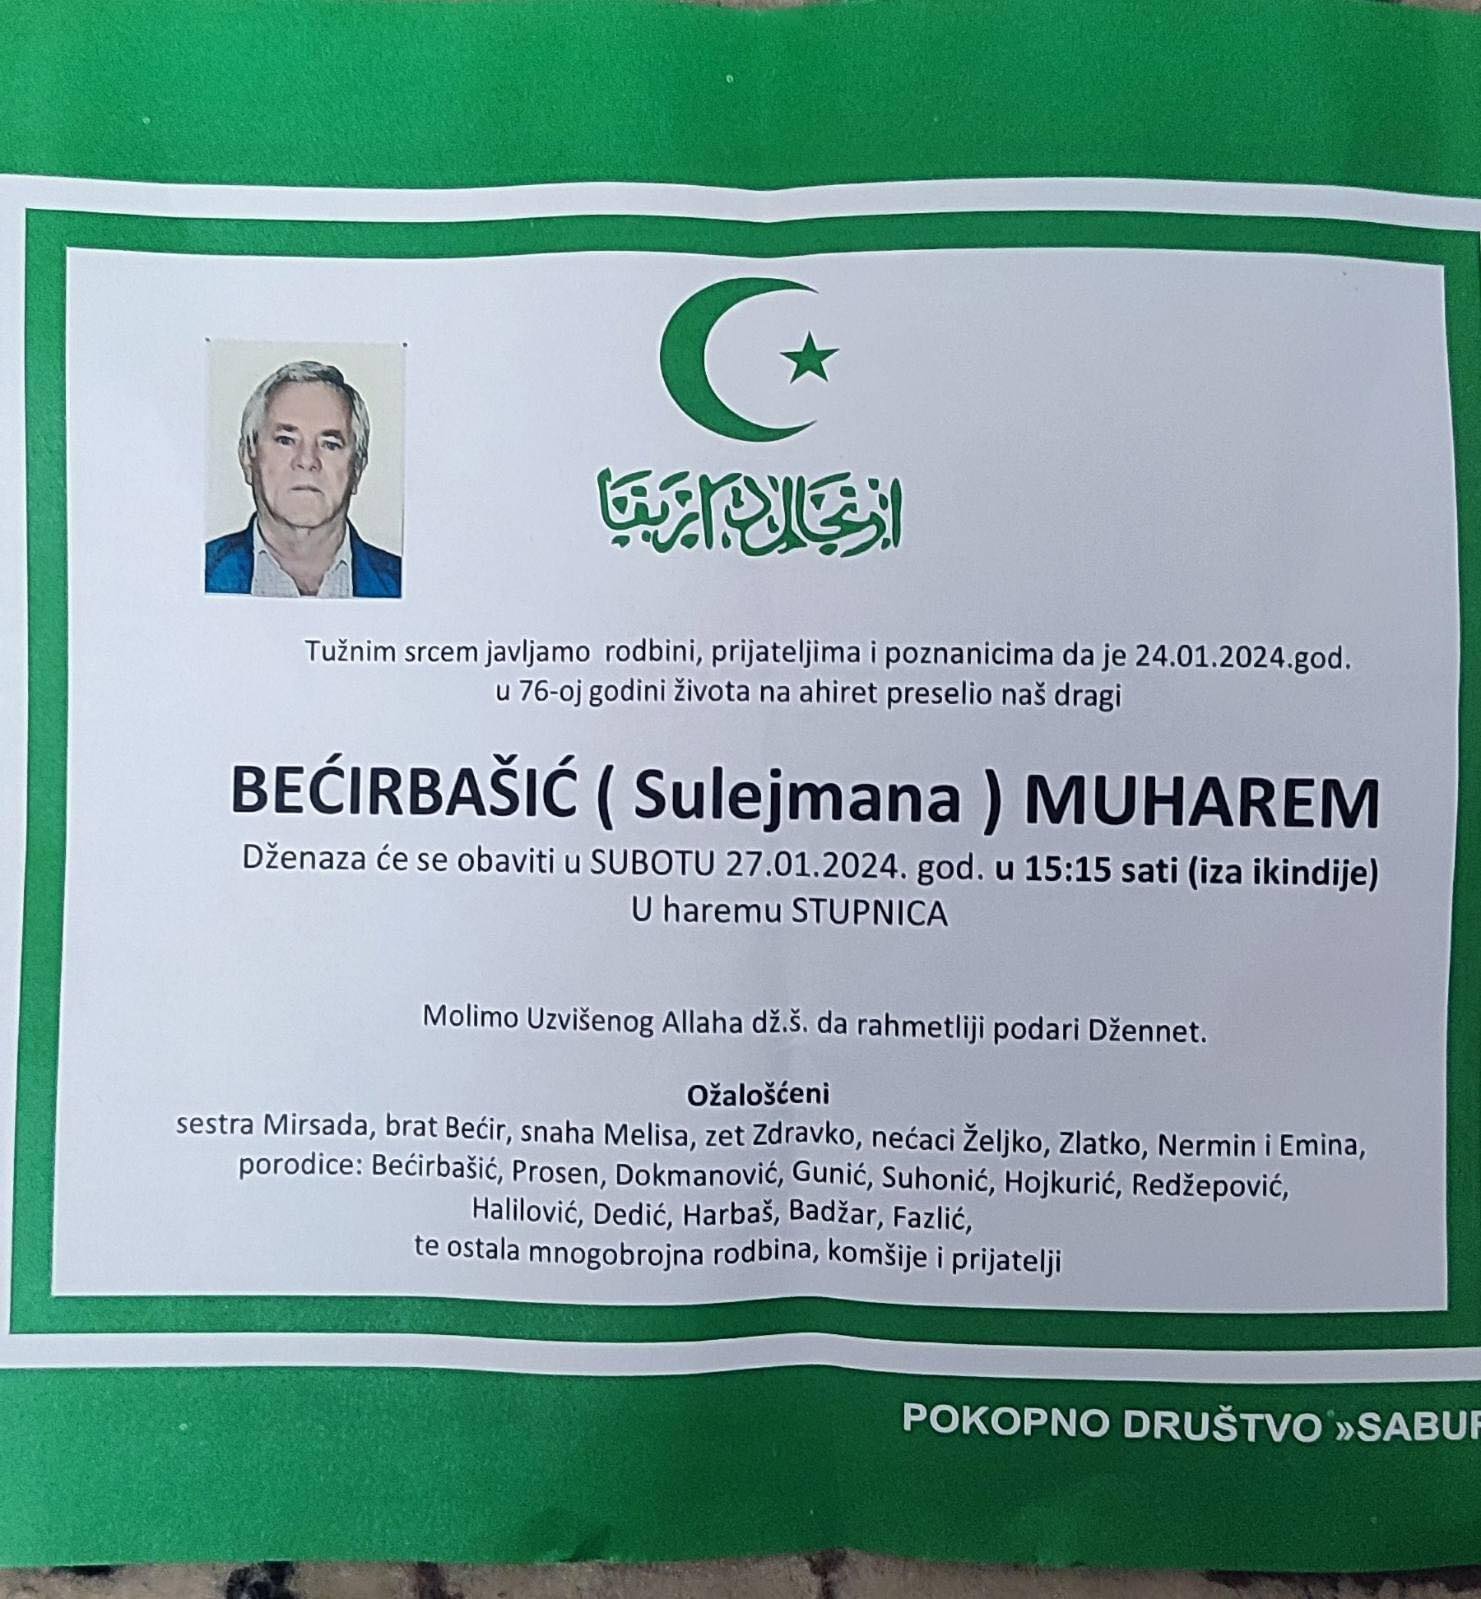 Tužnim srcem javljamo rodbini, prijateljima i poznanicima da je 24.01.2024.god.
u 76-oj godini života na ahiret preselio naš dragi
BEĆIRBAŠIĆ ( Sulejmana ) MUHAREM
Dženaza će se obaviti u SUBOTU 27.01.2024. god. u 15:15 sati (iza ikindije)
U haremu STUPNICA
Molimo Uzvišenog Allaha dž.š. da rahmetliji podari Džennet.
Ožalošćeni
sestra Mirsada, brat Bećir, snaha Melisa, zet Zdravko, nećaci Željko, Zlatko, Nermin i Emina,
porodice: Bećirbašić, Prosen, Dokmanović, Gunić, Suhonić, Hojkurić, Redžepović,
Halilović, Dedić, Harbaš, Badžar, Fazlić,
te ostala mnogobrojna rodbina, komšije i prijatelji
POKOPNO DRUŠTVO »SABUR